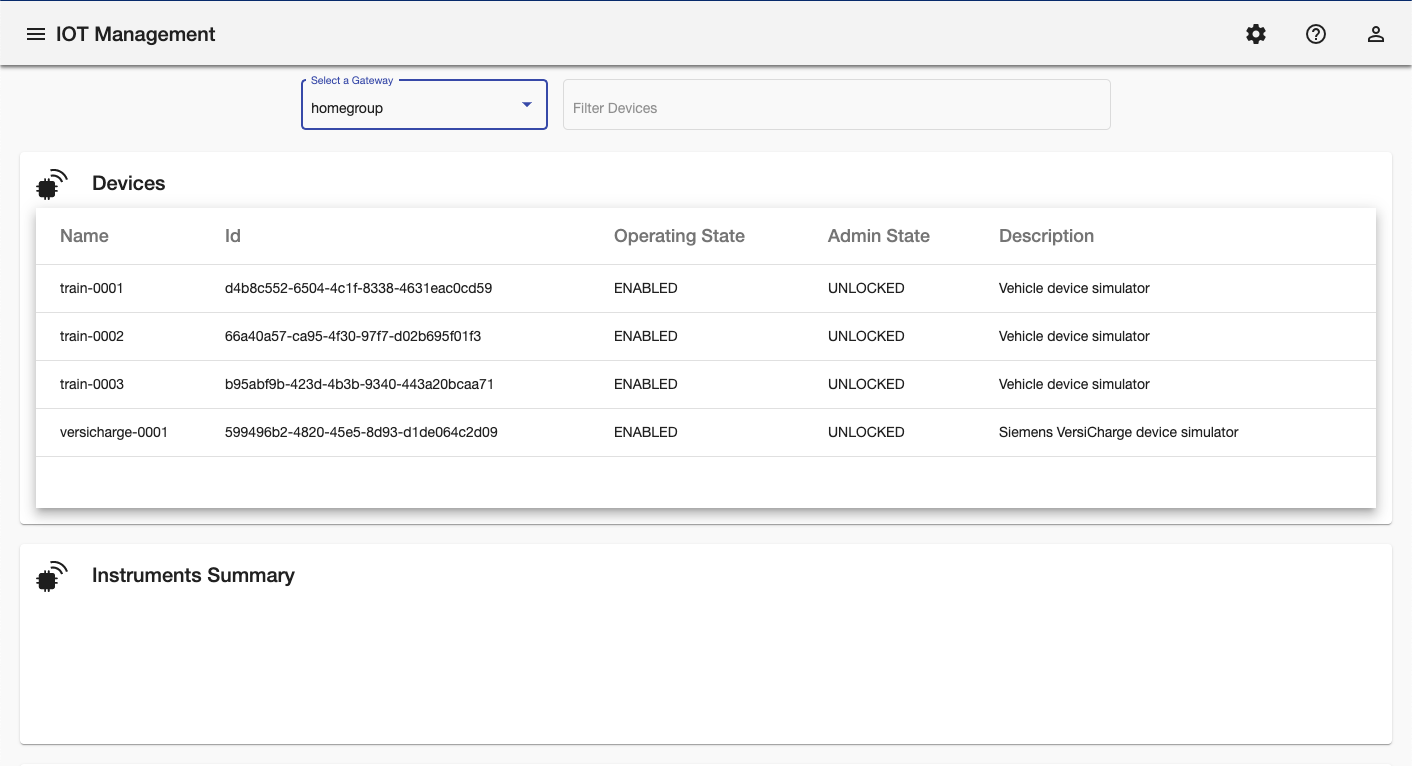 IOT Management
Select a Gateway
homegroup
Filter Devices
Devices
Name Id Operating State Admin State Description
train-0001 d4b8c552-6504-4c1f-8338-4631eac0cd59 ENABLED UNLOCKED Vehicle device simulator
train-0002 66a40a57-ca95-4f30-97f7-d02b695f01f3 ENABLED UNLOCKED Vehicle device simulator
train-0003 b95abf9b-423d-4b3b-9340-443a20bcaa71 ENABLED UNLOCKED Vehicle device simulator
versicharge-0001 599496b2-4820-45e5-8d93-d1de064c2d09 ENABLED UNLOCKED Siemens VersiCharge device simulator
Instruments Summary